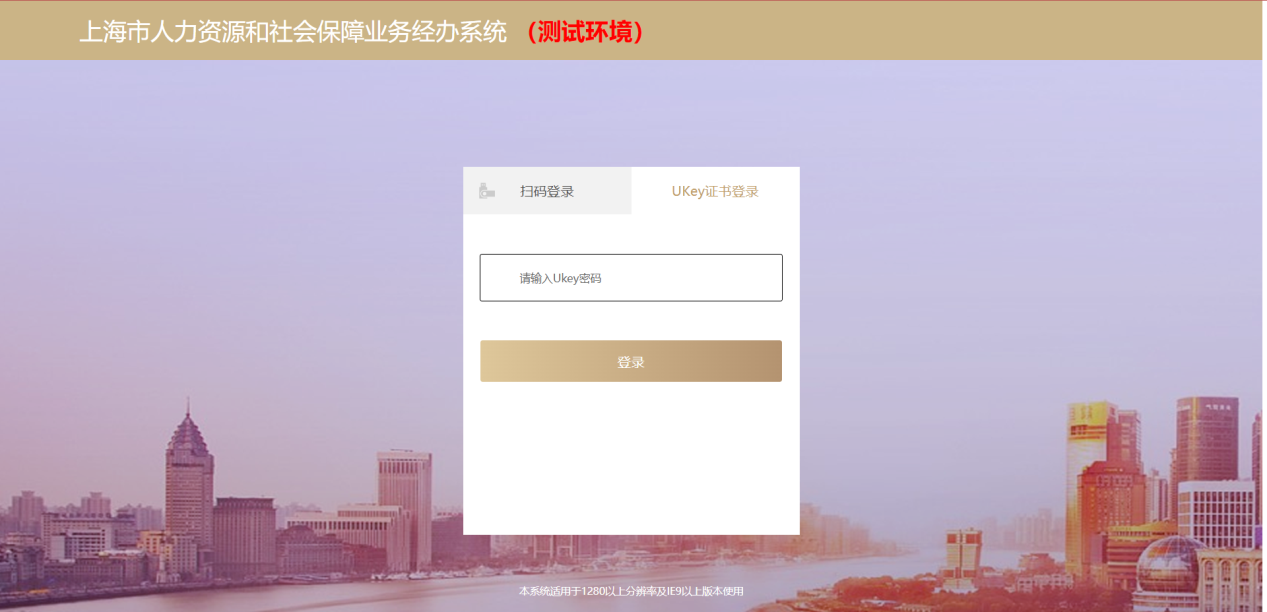 上海市人力资源和社会保障业务经办系统 （测试环境）
扫码登录 UKey证书登录
请输入Ukey密码
登录
本系统适用于1280以上分辨率及IE9以上版本使用